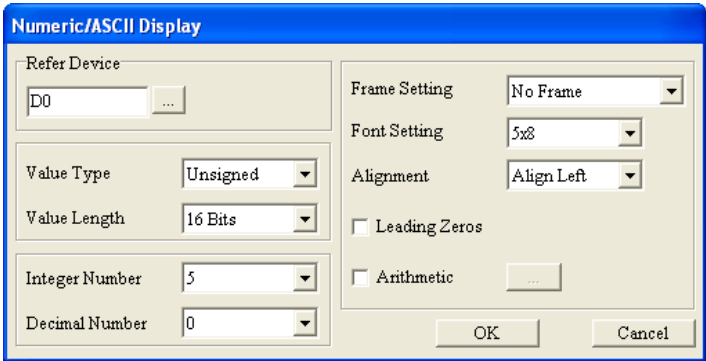 Numeric/ASCII Display
Refer Device
D0
...
Value Type Unsigned
Value Length 16 Bits
Integer Number 5
Decimal Number 0
Frame Setting No Frame
Font Setting 5x8
Alignment Align Left
Leading Zeros
Arithmetic ...
OK Cancel